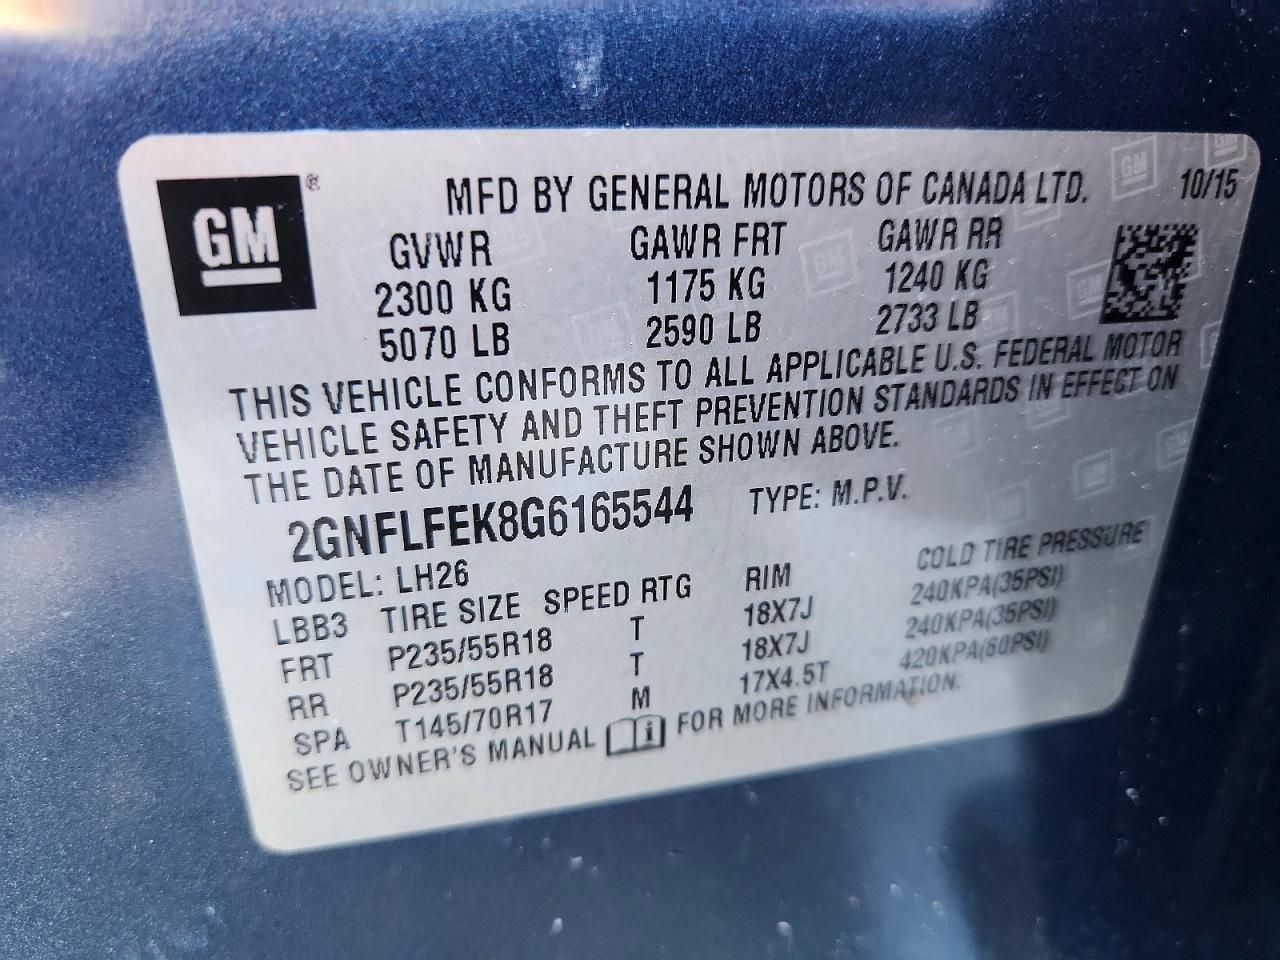 GM ®
MFD BY GENERAL MOTORS OF CANADA LTD. 10/15
GVWR GAWR FRT GAWR RR
2300 KG 1175 KG 1240 KG
5070 LB 2590 LB 2733 LB
THIS VEHICLE CONFORMS TO ALL APPLICABLE U.S. FEDERAL MOTOR
VEHICLE SAFETY AND THEFT PREVENTION STANDARDS IN EFFECT ON
THE DATE OF MANUFACTURE SHOWN ABOVE.
2GNFLFEK8G6165544 TYPE: M.P.V.
MODEL: LH26
LBB3 TIRE SIZE SPEED RTG RIM COLD TIRE PRESSURE
FRT P235/55R18 T 18X7J 240KPA(35PSI)
RR P235/55R18 T 18X7J 240KPA(35PSI)
SPA T145/70R17 M 17X4.5T 420KPA(60PSI)
SEE OWNER'S MANUAL i FOR MORE INFORMATION.